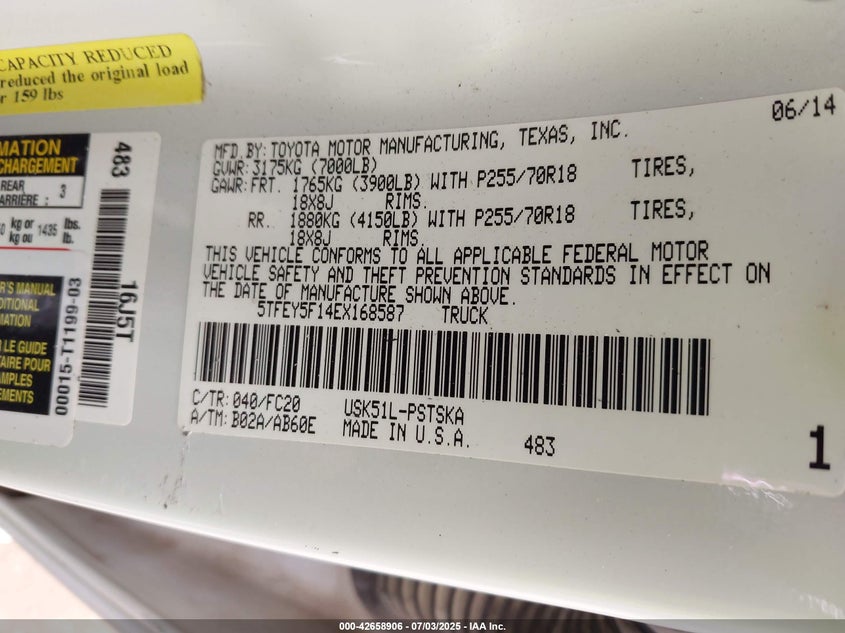 CAPACITY REDUCED
reduced the original load
r 159 lbs
MATION
CHARGEMENT
REAR
ARRIÈRE : 3
kg or 1435 lbs.
kg ou lb.
R'S MANUAL
DITIONAL
MATION
LE GUIDE
TAIRE POUR
AMPLES
EMENTS
483
16J5T
00015-T1199-03
06/14
MFD. BY: TOYOTA MOTOR MANUFACTURING, TEXAS, INC.
GVWR: 3175KG (7000LB)
GAWR: FRT. 1765KG (3900LB) WITH P255/70R18 TIRES,
18X8J RIMS.
RR. 1880KG (4150LB) WITH P255/70R18 TIRES,
18X8J RIMS.
THIS VEHICLE CONFORMS TO ALL APPLICABLE FEDERAL MOTOR
VEHICLE SAFETY AND THEFT PREVENTION STANDARDS IN EFFECT ON
THE DATE OF MANUFACTURE SHOWN ABOVE.
5TFEY5F14EX168587 TRUCK
C/TR: 040/FC20 USK51L-PSTSKA
A/TM: B02A/AB60E MADE IN U.S.A. 483
1
000-42658906 - 07/03/2025 - IAA Inc.